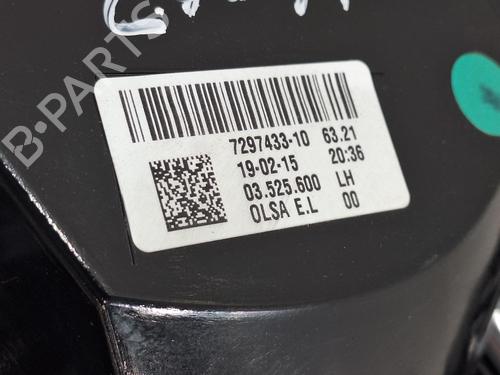 B-PARTS
7297433-10 63.21
19-02-15 20:36
03.525.600 LH
OLSA E.L 00